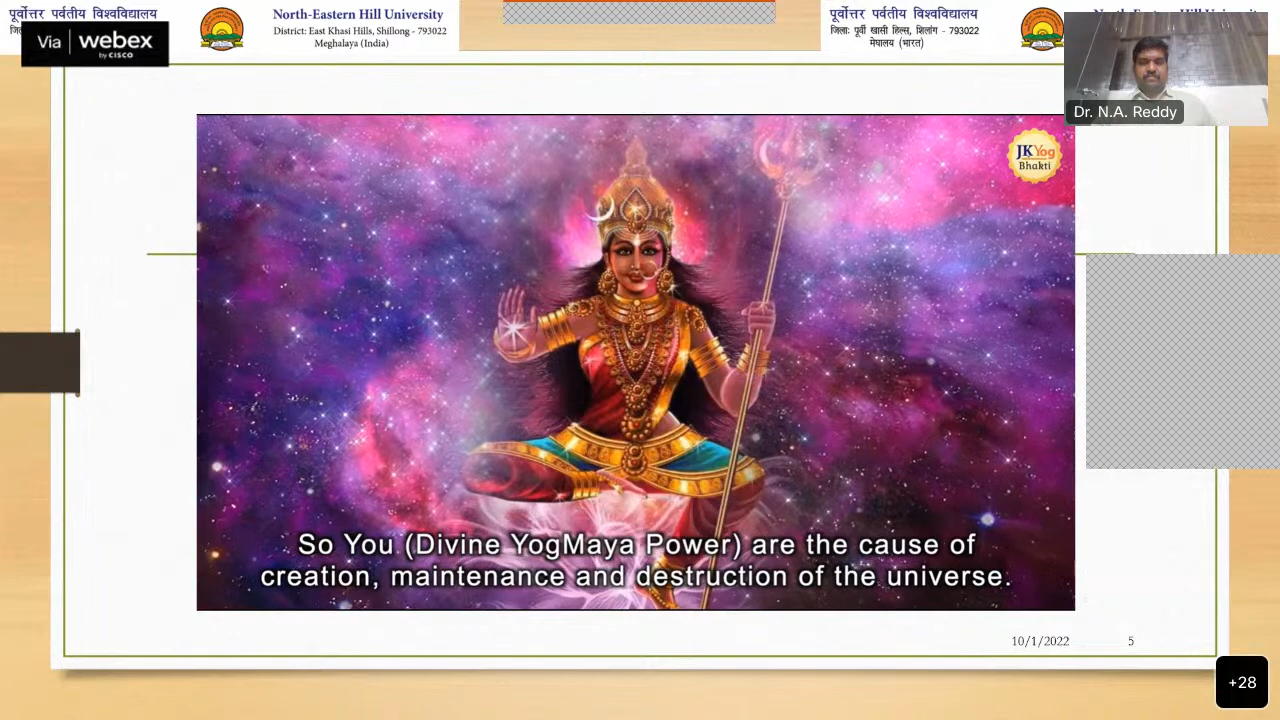 पूर्वोत्तर पर्वतीय विश्वविद्यालय
North-Eastern Hill University
District: East Khasi Hills, Shillong - 793022
Meghalaya (India)
पूर्वोत्तर पर्वतीय विश्वविद्यालय
जिलाः पूर्वी खासी हिल्स, शिलांग - 793022
मेघालय (भारत)
Via webex
by CISCO
Dr. N.A. Reddy
JKYog
Bhakti
So You (Divine YogMaya Power) are the cause of
creation, maintenance and destruction of the universe.
10/1/2022 5
+28